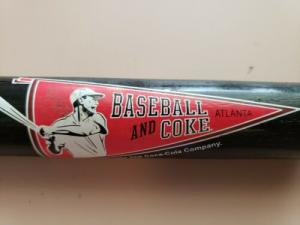 BASEBALL
AND COKE
ATLANTA
Coca-Cola Company.